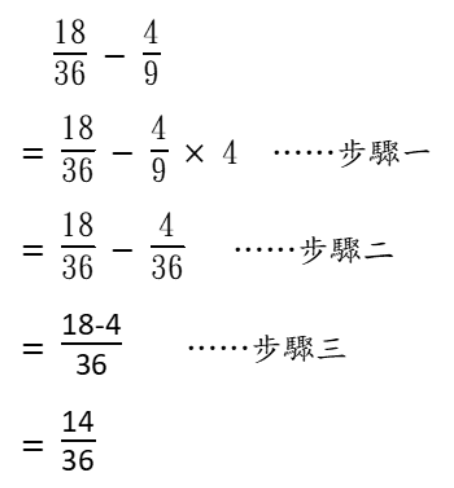 18/36 − 4/9
= 18/36 − 4/9 × 4 ……步驟一
= 18/36 − 4/36 ……步驟二
= 18-4/36 ……步驟三
= 14/36